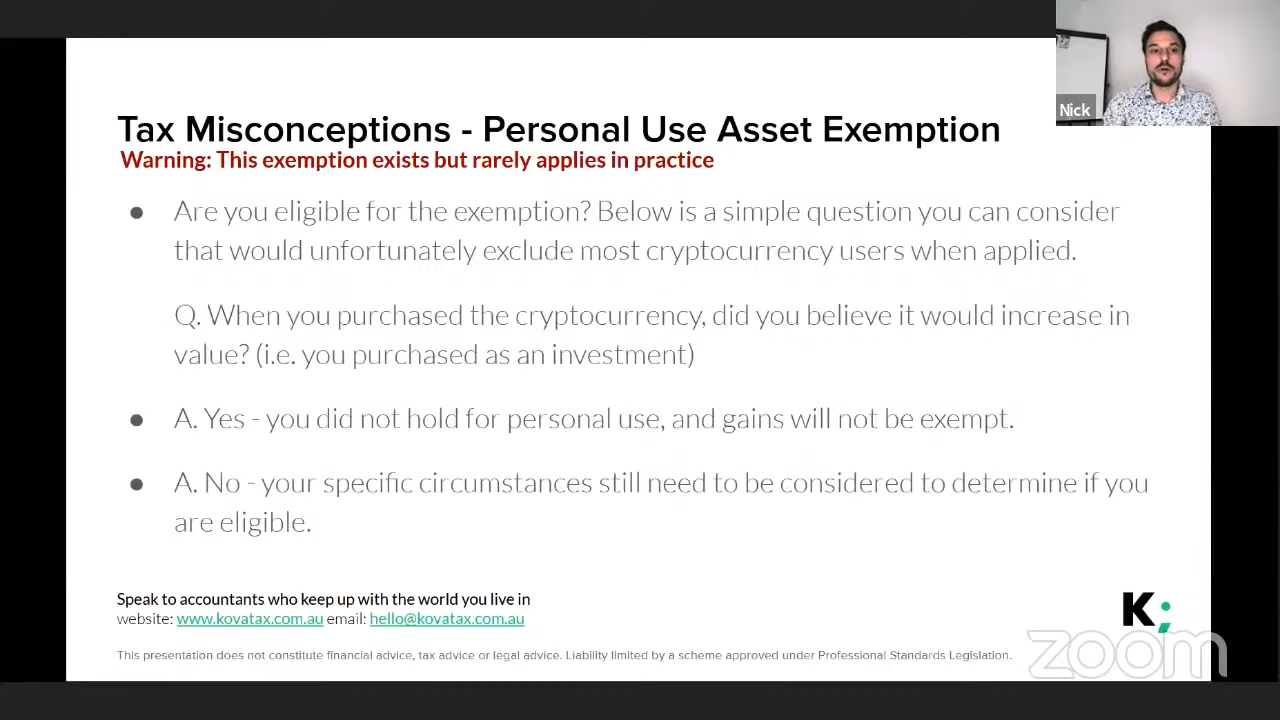 Nick
Tax Misconceptions - Personal Use Asset Exemption
Warning: This exemption exists but rarely applies in practice
● Are you eligible for the exemption? Below is a simple question you can consider
that would unfortunately exclude most cryptocurrency users when applied.
Q. When you purchased the cryptocurrency, did you believe it would increase in
value? (i.e. you purchased as an investment)
● A. Yes - you did not hold for personal use, and gains will not be exempt.
● A. No - your specific circumstances still need to be considered to determine if you
are eligible.
Speak to accountants who keep up with the world you live in
website: www.kovatax.com.au email: hello@kovatax.com.au
K;
zoom
This presentation does not constitute financial advice, tax advice or legal advice. Liability limited by a scheme approved under Professional Standards Legislation.